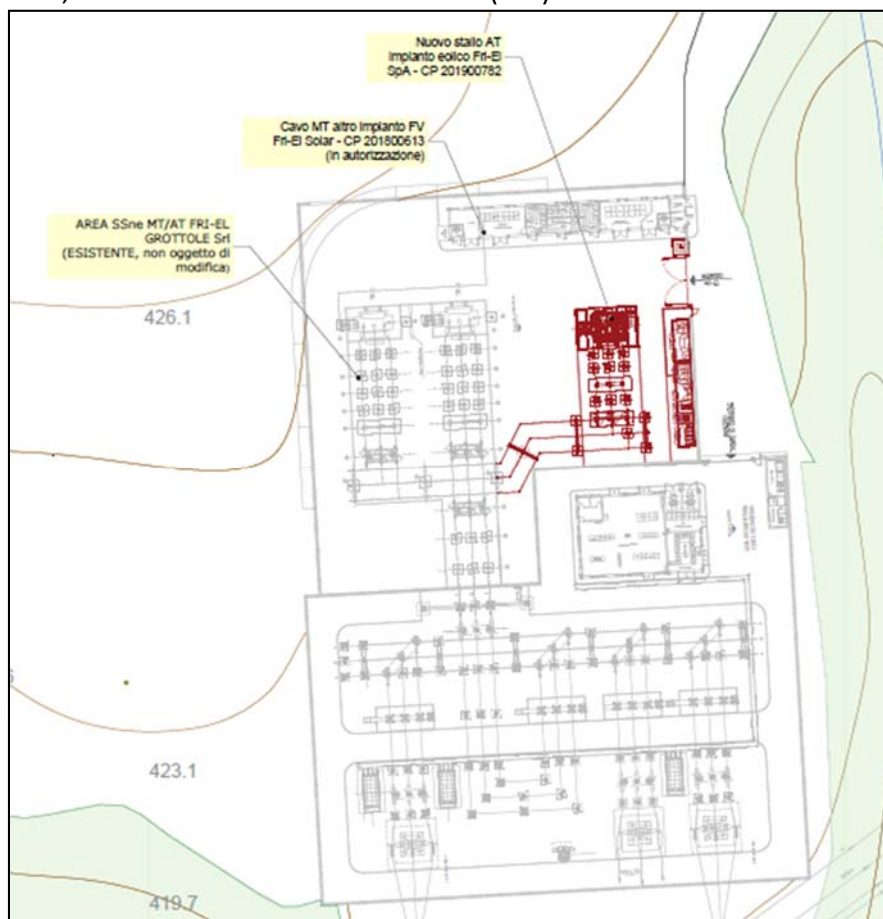 Nuovo stallo AT
Impianto eolico Fri-El
SpA - CP 201900782
Cavo MT altro impianto FV
Fri-El Solar - CP 201800613
(in autorizzazione)
AREA SSne MT/AT FRI-EL
GROTTOLE Srl
(ESISTENTE, non oggetto di
modifica)
426.1
423.1
419.7